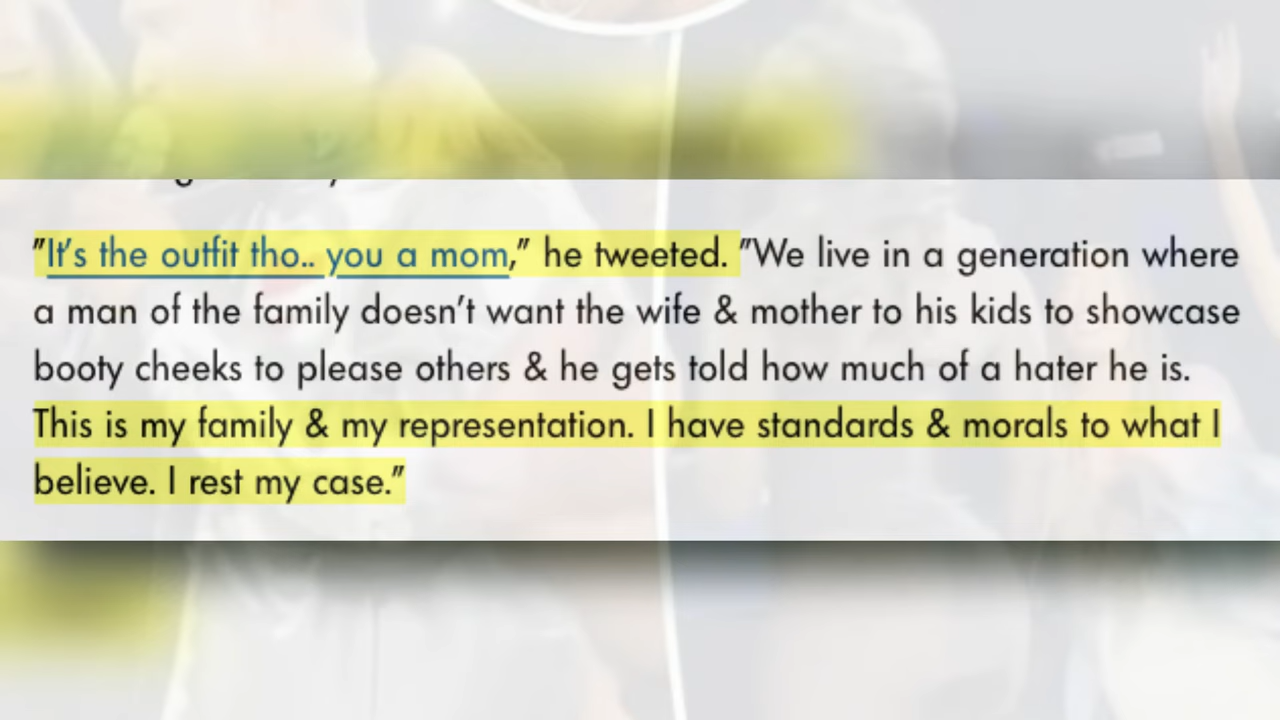 "It's the outfit tho.. you a mom," he tweeted. "We live in a generation where
a man of the family doesn't want the wife & mother to his kids to showcase
booty cheeks to please others & he gets told how much of a hater he is.
This is my family & my representation. I have standards & morals to what I
believe. I rest my case."